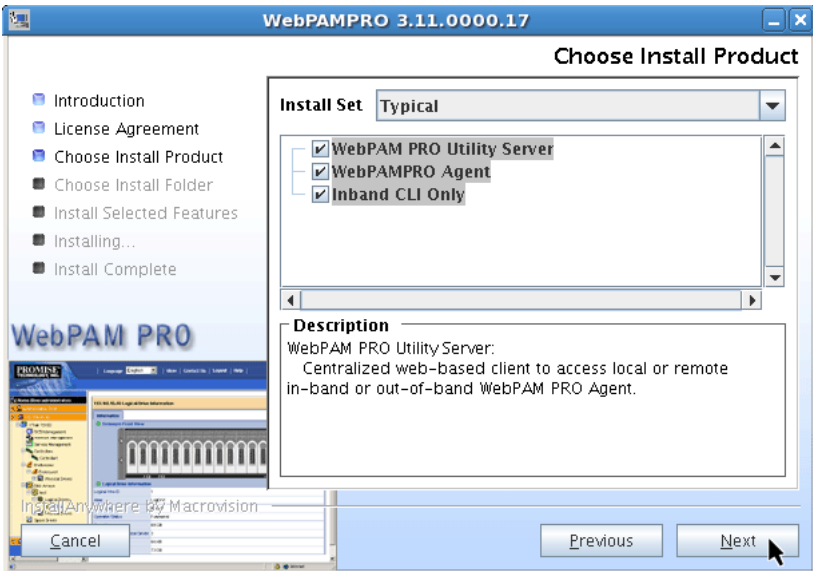 WebPAMPRO 3.11.0000.17
Choose Install Product
Introduction
License Agreement
Choose Install Product
Choose Install Folder
Install Selected Features
Installing...
Install Complete
Install Set Typical
WebPAM PRO Utility Server
WebPAMPRO Agent
Inband CLI Only
Description
WebPAM PRO Utility Server:
Centralized web-based client to access local or remote
in-band or out-of-band WebPAM PRO Agent.
WebPAM PRO
PROMISE
InstallAnywhere by Macrovision
Cancel
Previous
Next